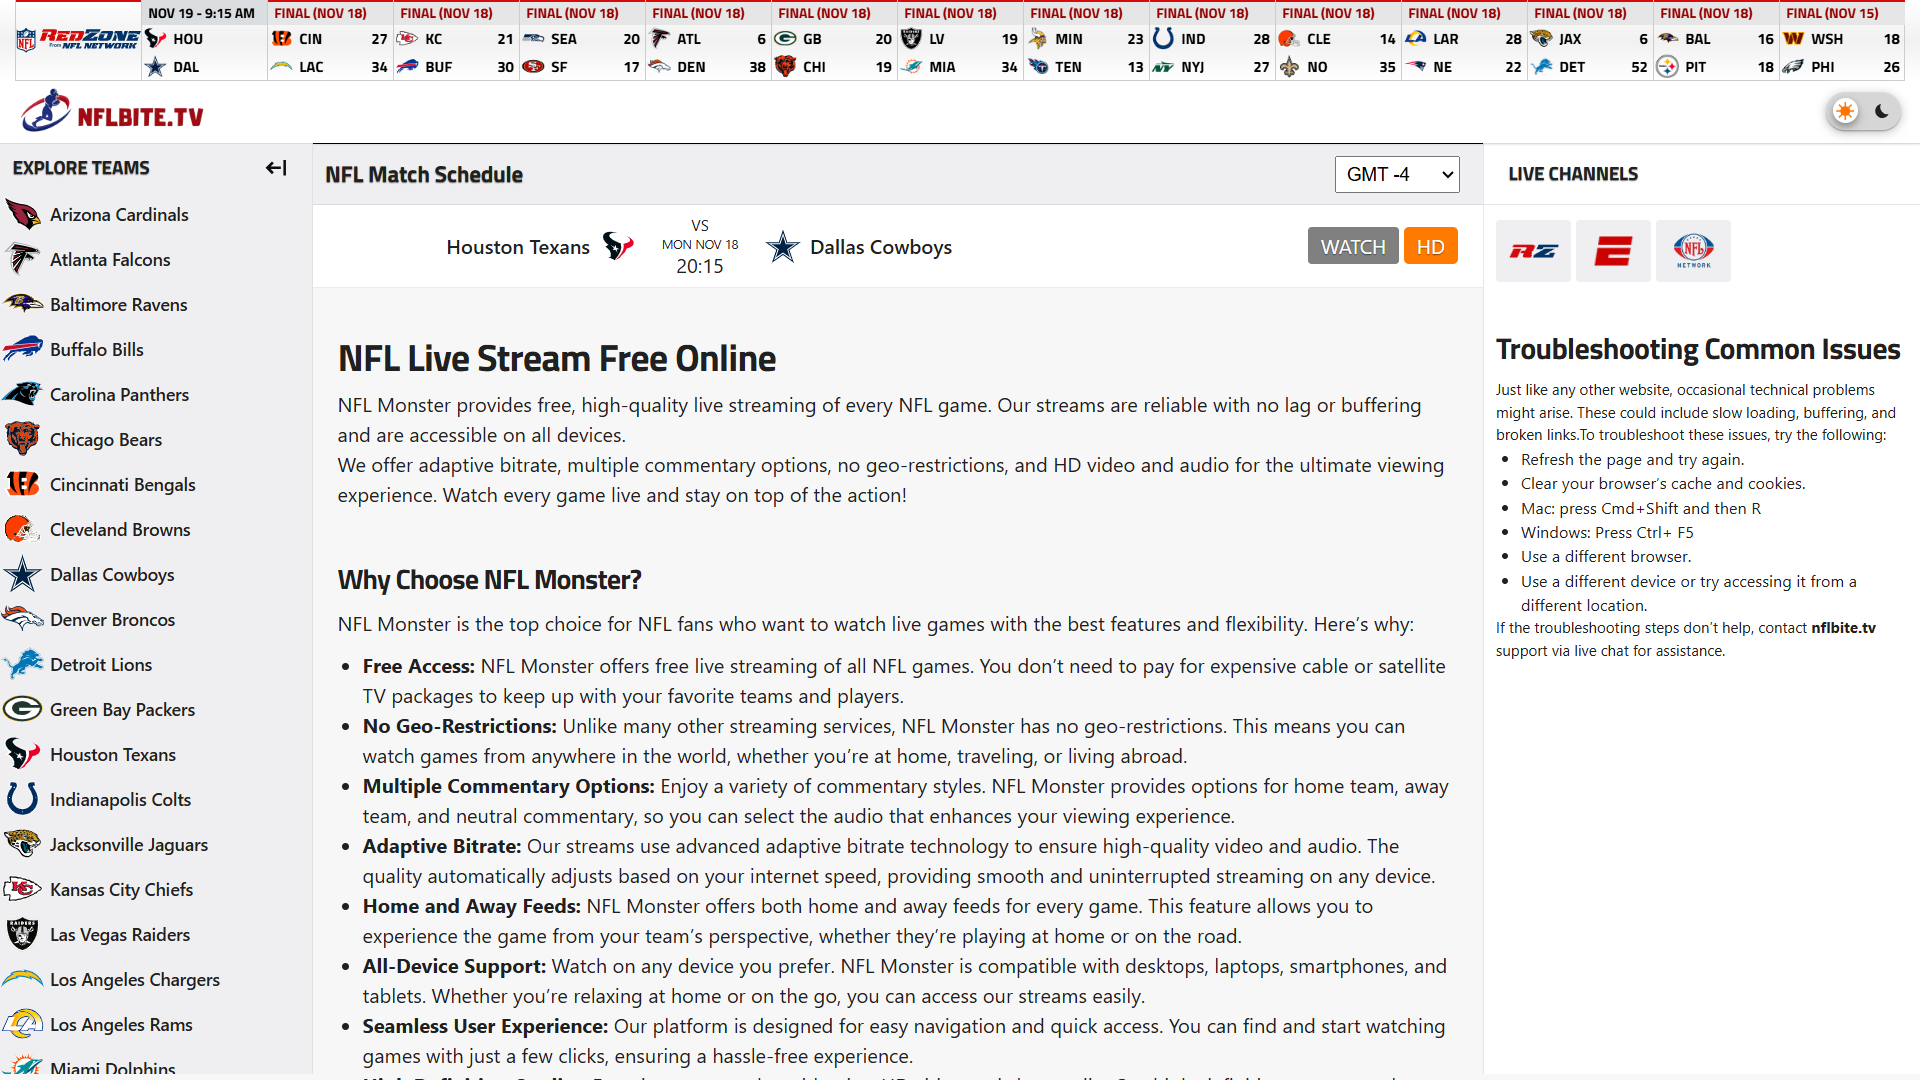 NFL REDZONE
From NFL NETWORK
NOV 19 - 9:15 AM
HOU
DAL
FINAL (NOV 18)
CIN 27
LAC 34
FINAL (NOV 18)
KC 21
BUF 30
FINAL (NOV 18)
SEA 20
SF 17
FINAL (NOV 18)
ATL 6
DEN 38
FINAL (NOV 18)
GB 20
CHI 19
FINAL (NOV 18)
LV 19
MIA 34
FINAL (NOV 18)
MIN 23
TEN 13
FINAL (NOV 18)
IND 28
NYJ 27
FINAL (NOV 18)
CLE 14
NO 35
FINAL (NOV 18)
LAR 28
NE 22
FINAL (NOV 18)
JAX 6
DET 52
FINAL (NOV 18)
BAL 16
PIT 18
FINAL (NOV 15)
WSH 18
PHI 26
NFLBITE.TV
EXPLORE TEAMS
Arizona Cardinals
Atlanta Falcons
Baltimore Ravens
Buffalo Bills
Carolina Panthers
Chicago Bears
Cincinnati Bengals
Cleveland Browns
Dallas Cowboys
Denver Broncos
Detroit Lions
Green Bay Packers
Houston Texans
Indianapolis Colts
Jacksonville Jaguars
Kansas City Chiefs
Las Vegas Raiders
Los Angeles Chargers
Los Angeles Rams
Miami Dolphins
NFL Match Schedule
GMT -4
Houston Texans
VS
MON NOV 18
20:15
Dallas Cowboys
WATCH
HD
NFL Live Stream Free Online
NFL Monster provides free, high-quality live streaming of every NFL game. Our streams are reliable with no lag or buffering
and are accessible on all devices.
We offer adaptive bitrate, multiple commentary options, no geo-restrictions, and HD video and audio for the ultimate viewing
experience. Watch every game live and stay on top of the action!
Why Choose NFL Monster?
NFL Monster is the top choice for NFL fans who want to watch live games with the best features and flexibility. Here's why:
• Free Access: NFL Monster offers free live streaming of all NFL games. You don't need to pay for expensive cable or satellite
TV packages to keep up with your favorite teams and players.
• No Geo-Restrictions: Unlike many other streaming services, NFL Monster has no geo-restrictions. This means you can
watch games from anywhere in the world, whether you're at home, traveling, or living abroad.
• Multiple Commentary Options: Enjoy a variety of commentary styles. NFL Monster provides options for home team, away
team, and neutral commentary, so you can select the audio that enhances your viewing experience.
• Adaptive Bitrate: Our streams use advanced adaptive bitrate technology to ensure high-quality video and audio. The
quality automatically adjusts based on your internet speed, providing smooth and uninterrupted streaming on any device.
• Home and Away Feeds: NFL Monster offers both home and away feeds for every game. This feature allows you to
experience the game from your team's perspective, whether they're playing at home or on the road.
• All-Device Support: Watch on any device you prefer. NFL Monster is compatible with desktops, laptops, smartphones, and
tablets. Whether you're relaxing at home or on the go, you can access our streams easily.
• Seamless User Experience: Our platform is designed for easy navigation and quick access. You can find and start watching
games with just a few clicks, ensuring a hassle-free experience.
LIVE CHANNELS
RZ
E
NFL
NETWORK
Troubleshooting Common Issues
Just like any other website, occasional technical problems
might arise. These could include slow loading, buffering, and
broken links.To troubleshoot these issues, try the following:
• Refresh the page and try again.
• Clear your browser's cache and cookies.
• Mac: press Cmd+Shift and then R
• Windows: Press Ctrl+ F5
• Use a different browser.
• Use a different device or try accessing it from a
different location.
If the troubleshooting steps don't help, contact nflbite.tv
support via live chat for assistance.